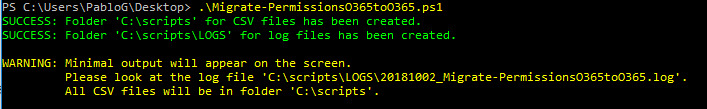 PS C:\Users\PabloG\Desktop> .\Migrate-PermissionsO365toO365.ps1
SUCCESS: Folder 'C:\scripts' for CSV files has been created.
SUCCESS: Folder 'C:\scripts\LOGS' for log files has been created.
WARNING: Minimal output will appear on the screen.
Please look at the log file 'C:\scripts\LOGS\20181002_Migrate-PermissionsO365toO365.log'.
All CSV files will be in folder 'C:\scripts'.